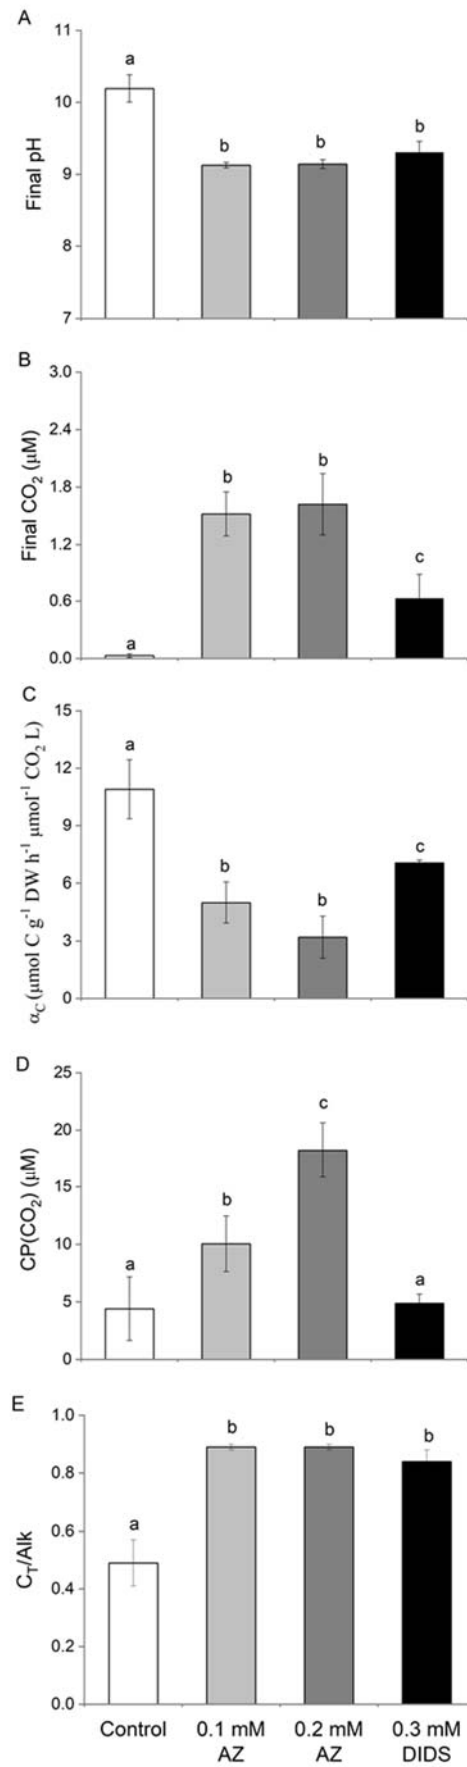 A
Final pH
11
10
9
8
7
a
b
b
b
B
Final CO₂ (μM)
3.0
2.4
1.8
1.2
0.6
0.0
a
b
b
c
C
α_C (μmol C g⁻¹ DW h⁻¹ μmol⁻¹ CO₂ L)
15
12
9
6
3
0
a
b
b
c
D
CP(CO₂) (μM)
25
20
15
10
5
0
a
b
c
a
E
C_T/Alk
1.0
0.8
0.6
0.4
0.2
0.0
a
b
b
b
Control
0.1 mM
AZ
0.2 mM
AZ
0.3 mM
DIDS